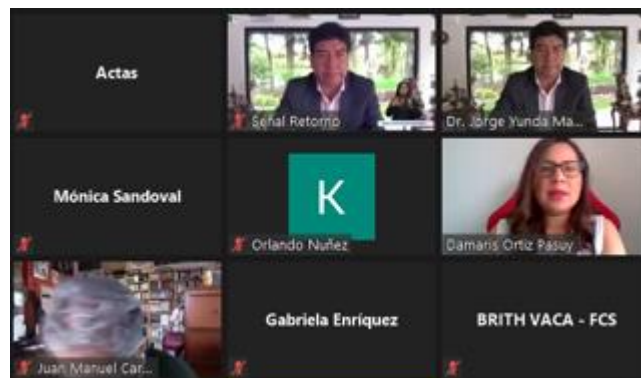 Actas
Señal Retorno
Dr. Jorge Yunda Ma...
Mónica Sandoval
K
Orlando Nuñez
Damaris Ortiz Pasuy
Juan Manuel Car...
Gabriela Enríquez
BRITH VACA - FCS